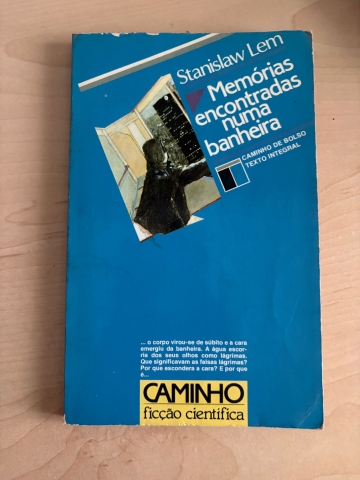 Stanislaw Lem
Memórias
encontradas
numa
banheira
CAMINHO DE BOLSO
TEXTO INTEGRAL
... o corpo virou-se de súbito e a cara
emergiu da banheira. A água escor-
ria dos seus olhos como lágrimas.
Que significavam as falsas lágrimas?
Por que escondera a cara? E por que
é...
CAMINHO
ficção científica